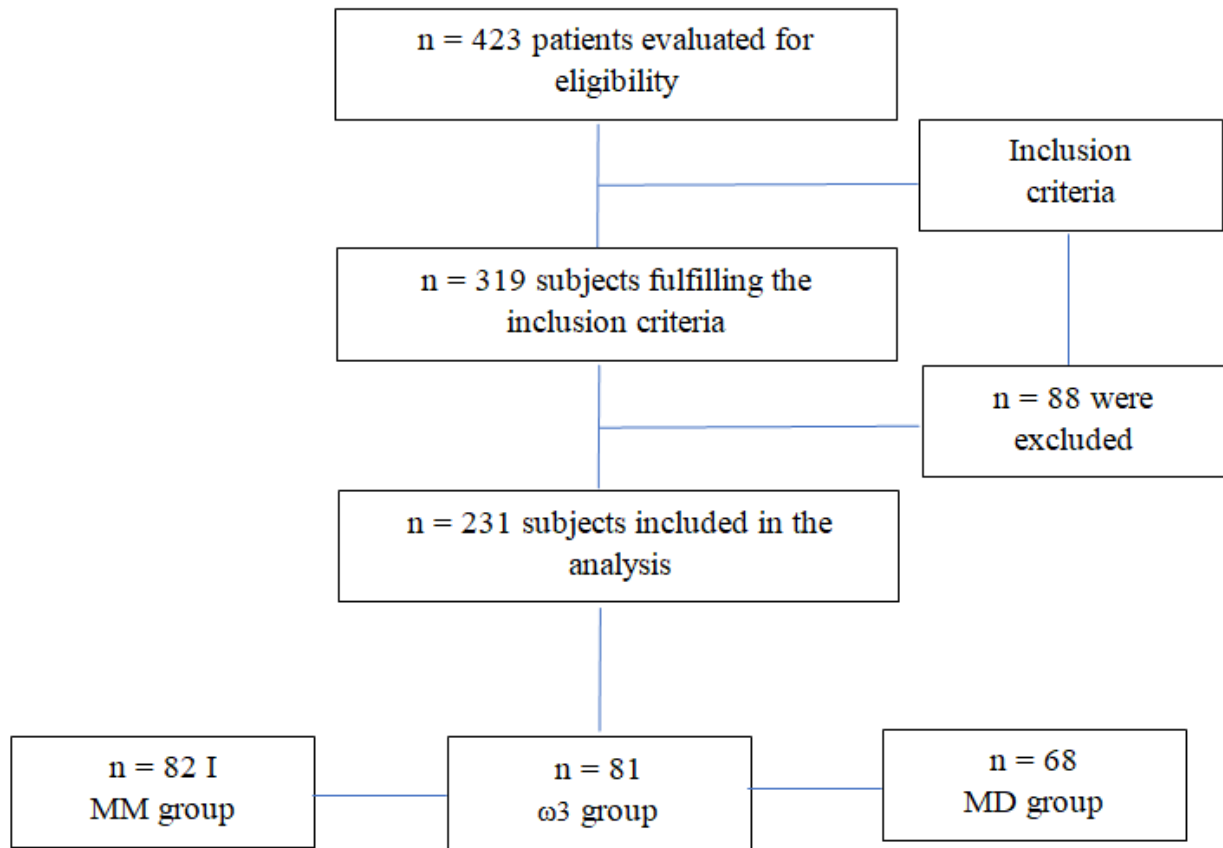 n = 423 patients evaluated for
eligibility
Inclusion
criteria
n = 319 subjects fulfilling the
inclusion criteria
n = 88 were
excluded
n = 231 subjects included in the
analysis
n = 82 I
MM group
n = 81
ω3 group
n = 68
MD group